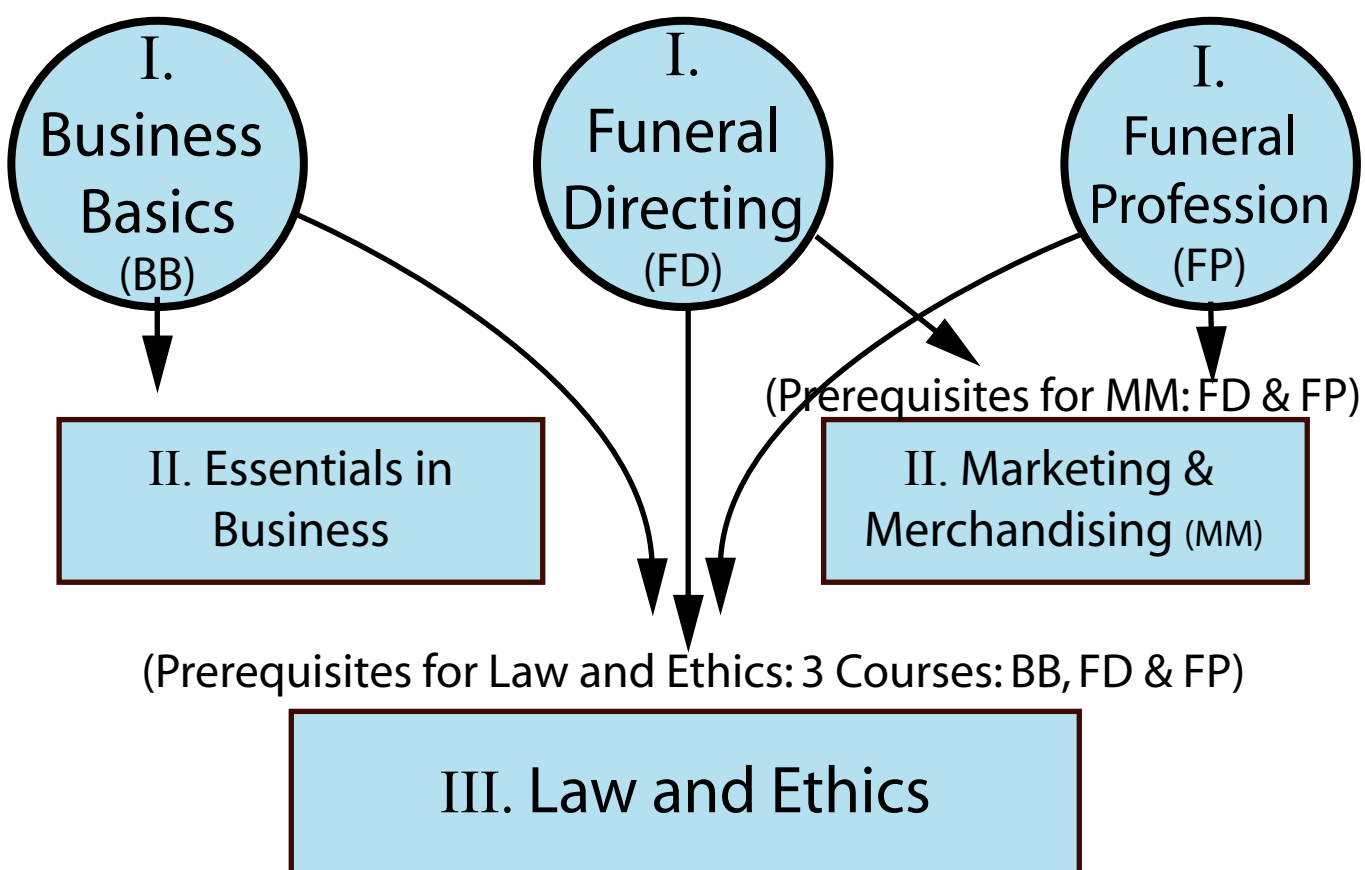 I.
Business
Basics
(BB)
I.
Funeral
Directing
(FD)
I.
Funeral
Profession
(FP)
(Prerequisites for MM: FD & FP)
II. Essentials in
Business
II. Marketing &
Merchandising (MM)
(Prerequisites for Law and Ethics: 3 Courses: BB, FD & FP)
III. Law and Ethics